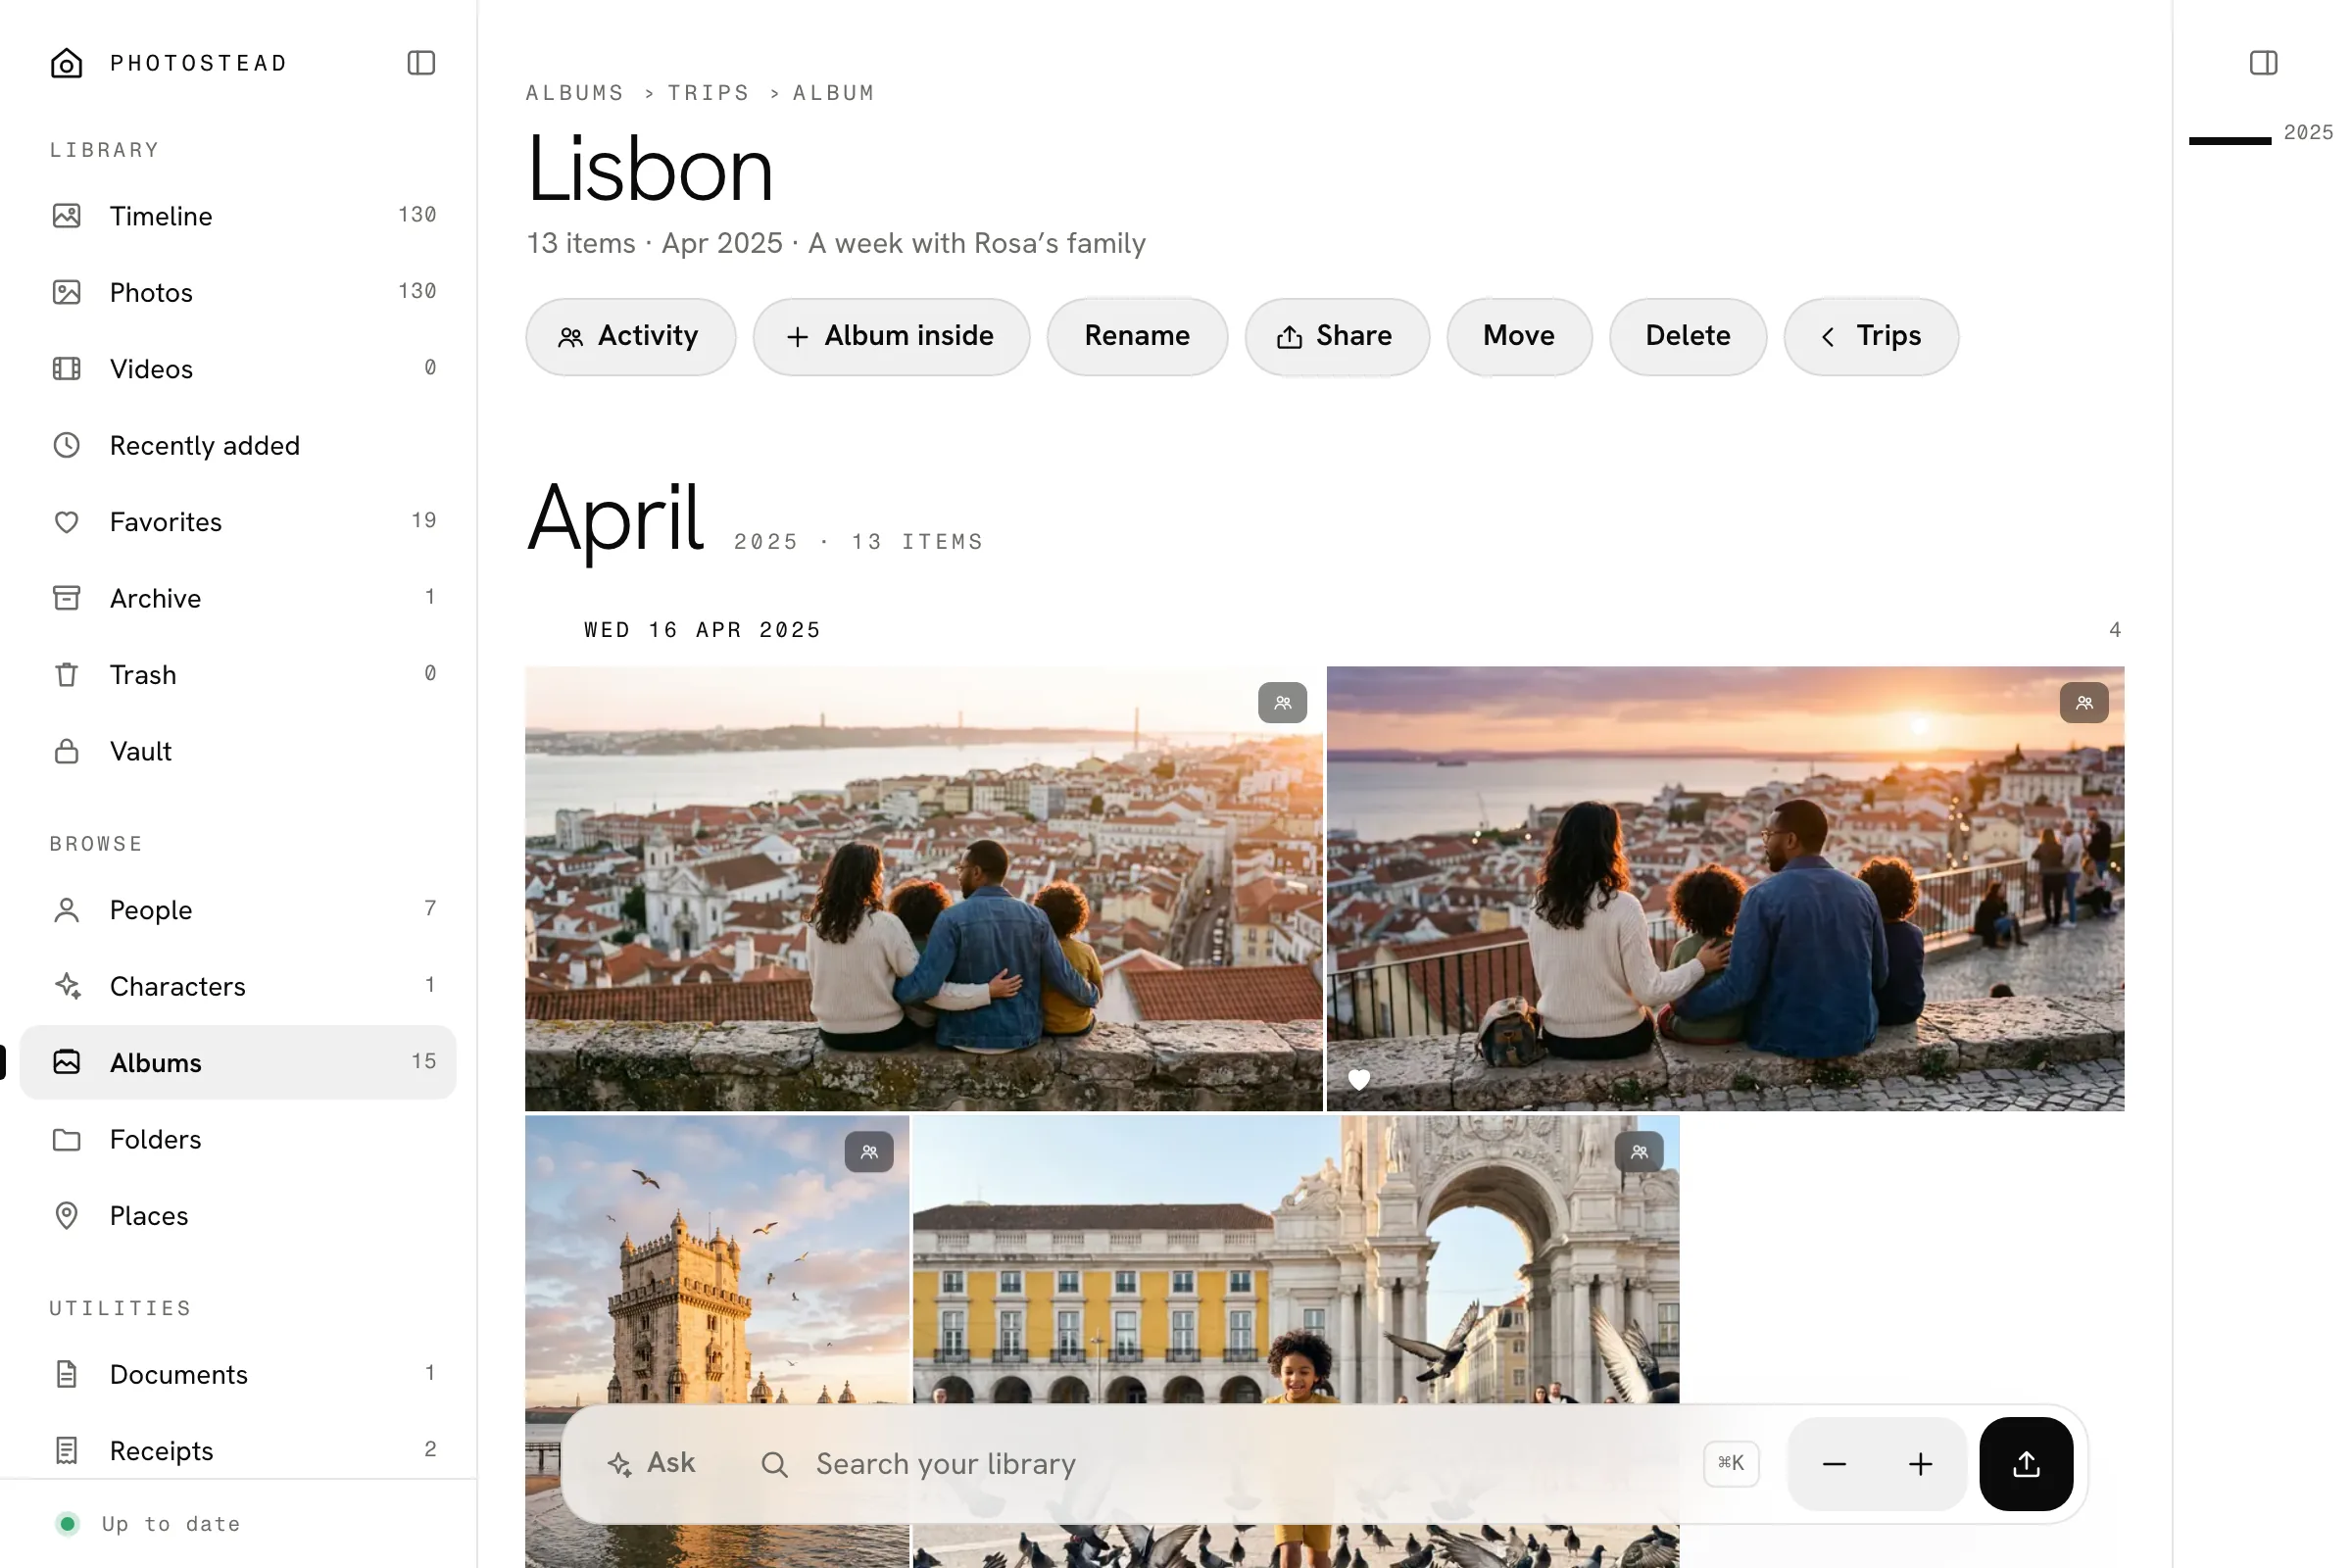 PHOTOSTEAD
LIBRARY
Timeline 130
Photos 130
Videos 0
Recently added
Favorites 19
Archive 1
Trash 0
Vault
BROWSE
People 7
Characters 1
Albums 15
Folders
Places
UTILITIES
Documents 1
Receipts 2
Up to date
ALBUMS > TRIPS > ALBUM
Lisbon
13 items · Apr 2025 · A week with Rosa’s family
Activity
Album inside
Rename
Share
Move
Delete
Trips
April 2025 · 13 ITEMS
WED 16 APR 2025 4
Ask
Search your library ⌘K
2025